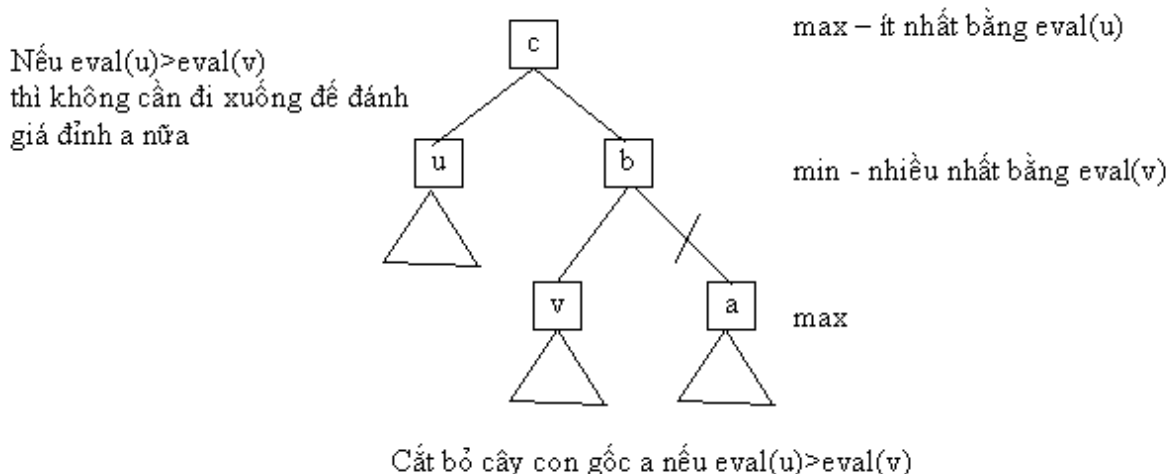 max – ít nhất bằng eval(u)
c
Nếu eval(u)>eval(v)
thì không cần đi xuống để đánh
giá đỉnh a nữa
u
b
min - nhiều nhất bằng eval(v)
v
a
max
Cắt bỏ cây con gốc a nếu eval(u)>eval(v)